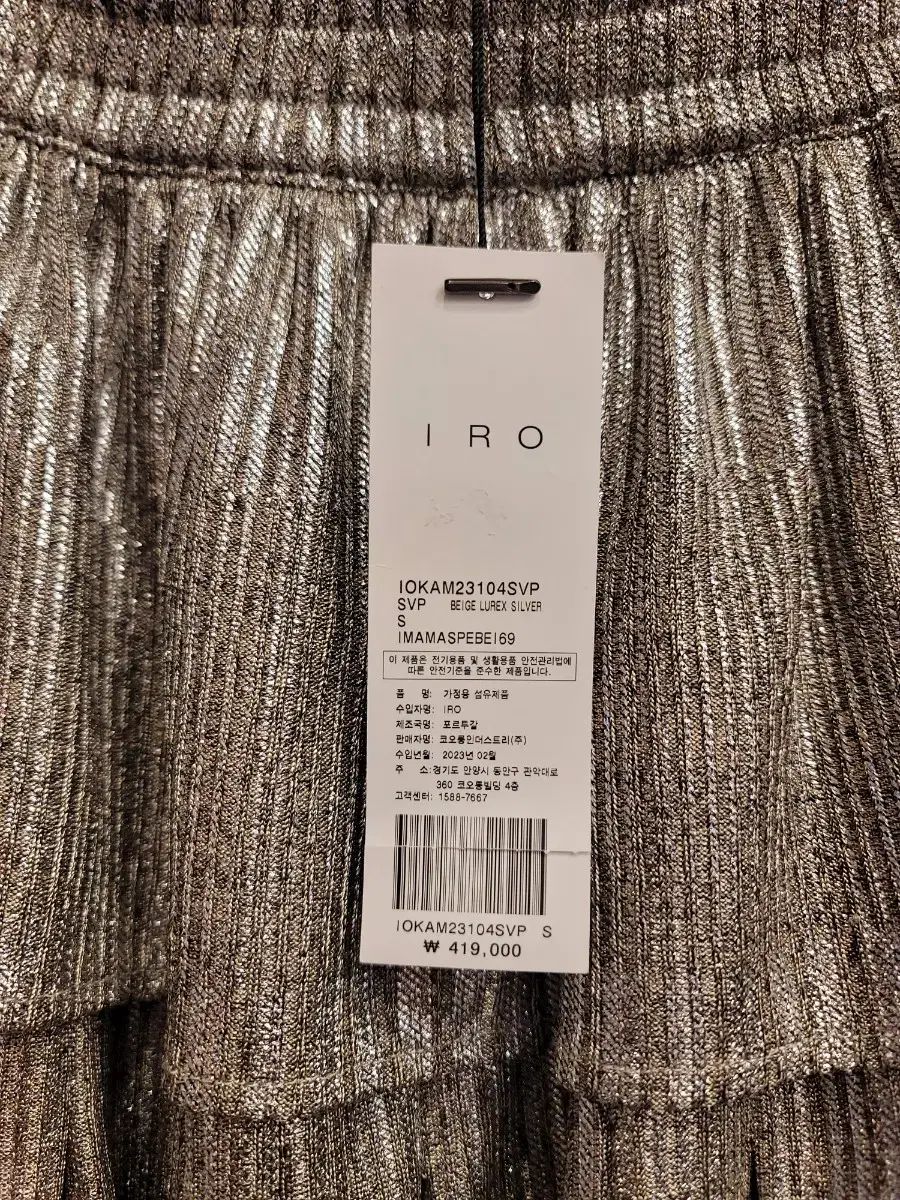 IRO
IOKAM23104SVP
SVP BEIGE LUREX SILVER
S
IMAMASPEBEI69
이 제품은 전기용품 및 생활용품 안전관리법에
따른 안전기준을 준수한 제품입니다.
품 명: 가정용 섬유제품
수입자명: IRO
제조국명: 포르투갈
판매자명: 코오롱인더스트리(주)
수입년월: 2023년 02월
주 소:경기도 안양시 동안구 관악대로
360 코오롱빌딩 4층
고객센터: 1588-7667
IOKAM23104SVP S
₩ 419,000